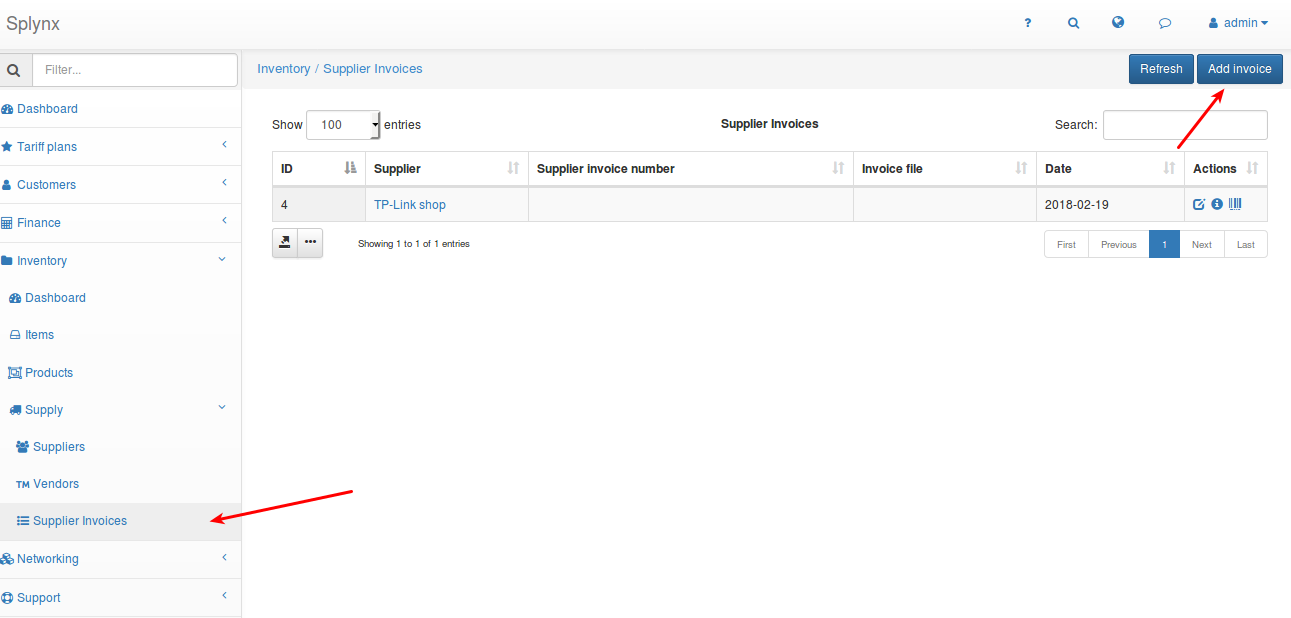 Splynx
? admin
Filter...
Inventory / Supplier Invoices
Refresh Add invoice
Dashboard
Tariff plans
Customers
Finance
Inventory
Dashboard
Items
Products
Supply
Suppliers
TM Vendors
Supplier Invoices
Networking
Support
Show 100 entries
Supplier Invoices
Search:
ID Supplier Supplier invoice number Invoice file Date Actions
4 TP-Link shop 2018-02-19
Showing 1 to 1 of 1 entries
First Previous 1 Next Last